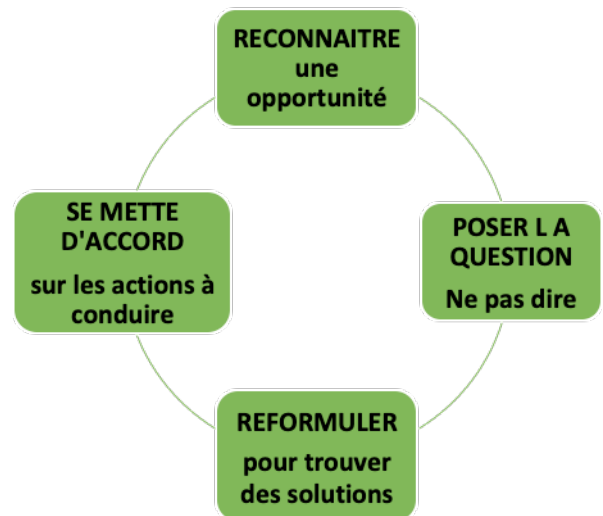 RECONNAITRE
une
opportunité
POSER L A
QUESTION
Ne pas dire
REFORMULER
pour trouver
des solutions
SE METTE
D'ACCORD
sur les actions à
conduire